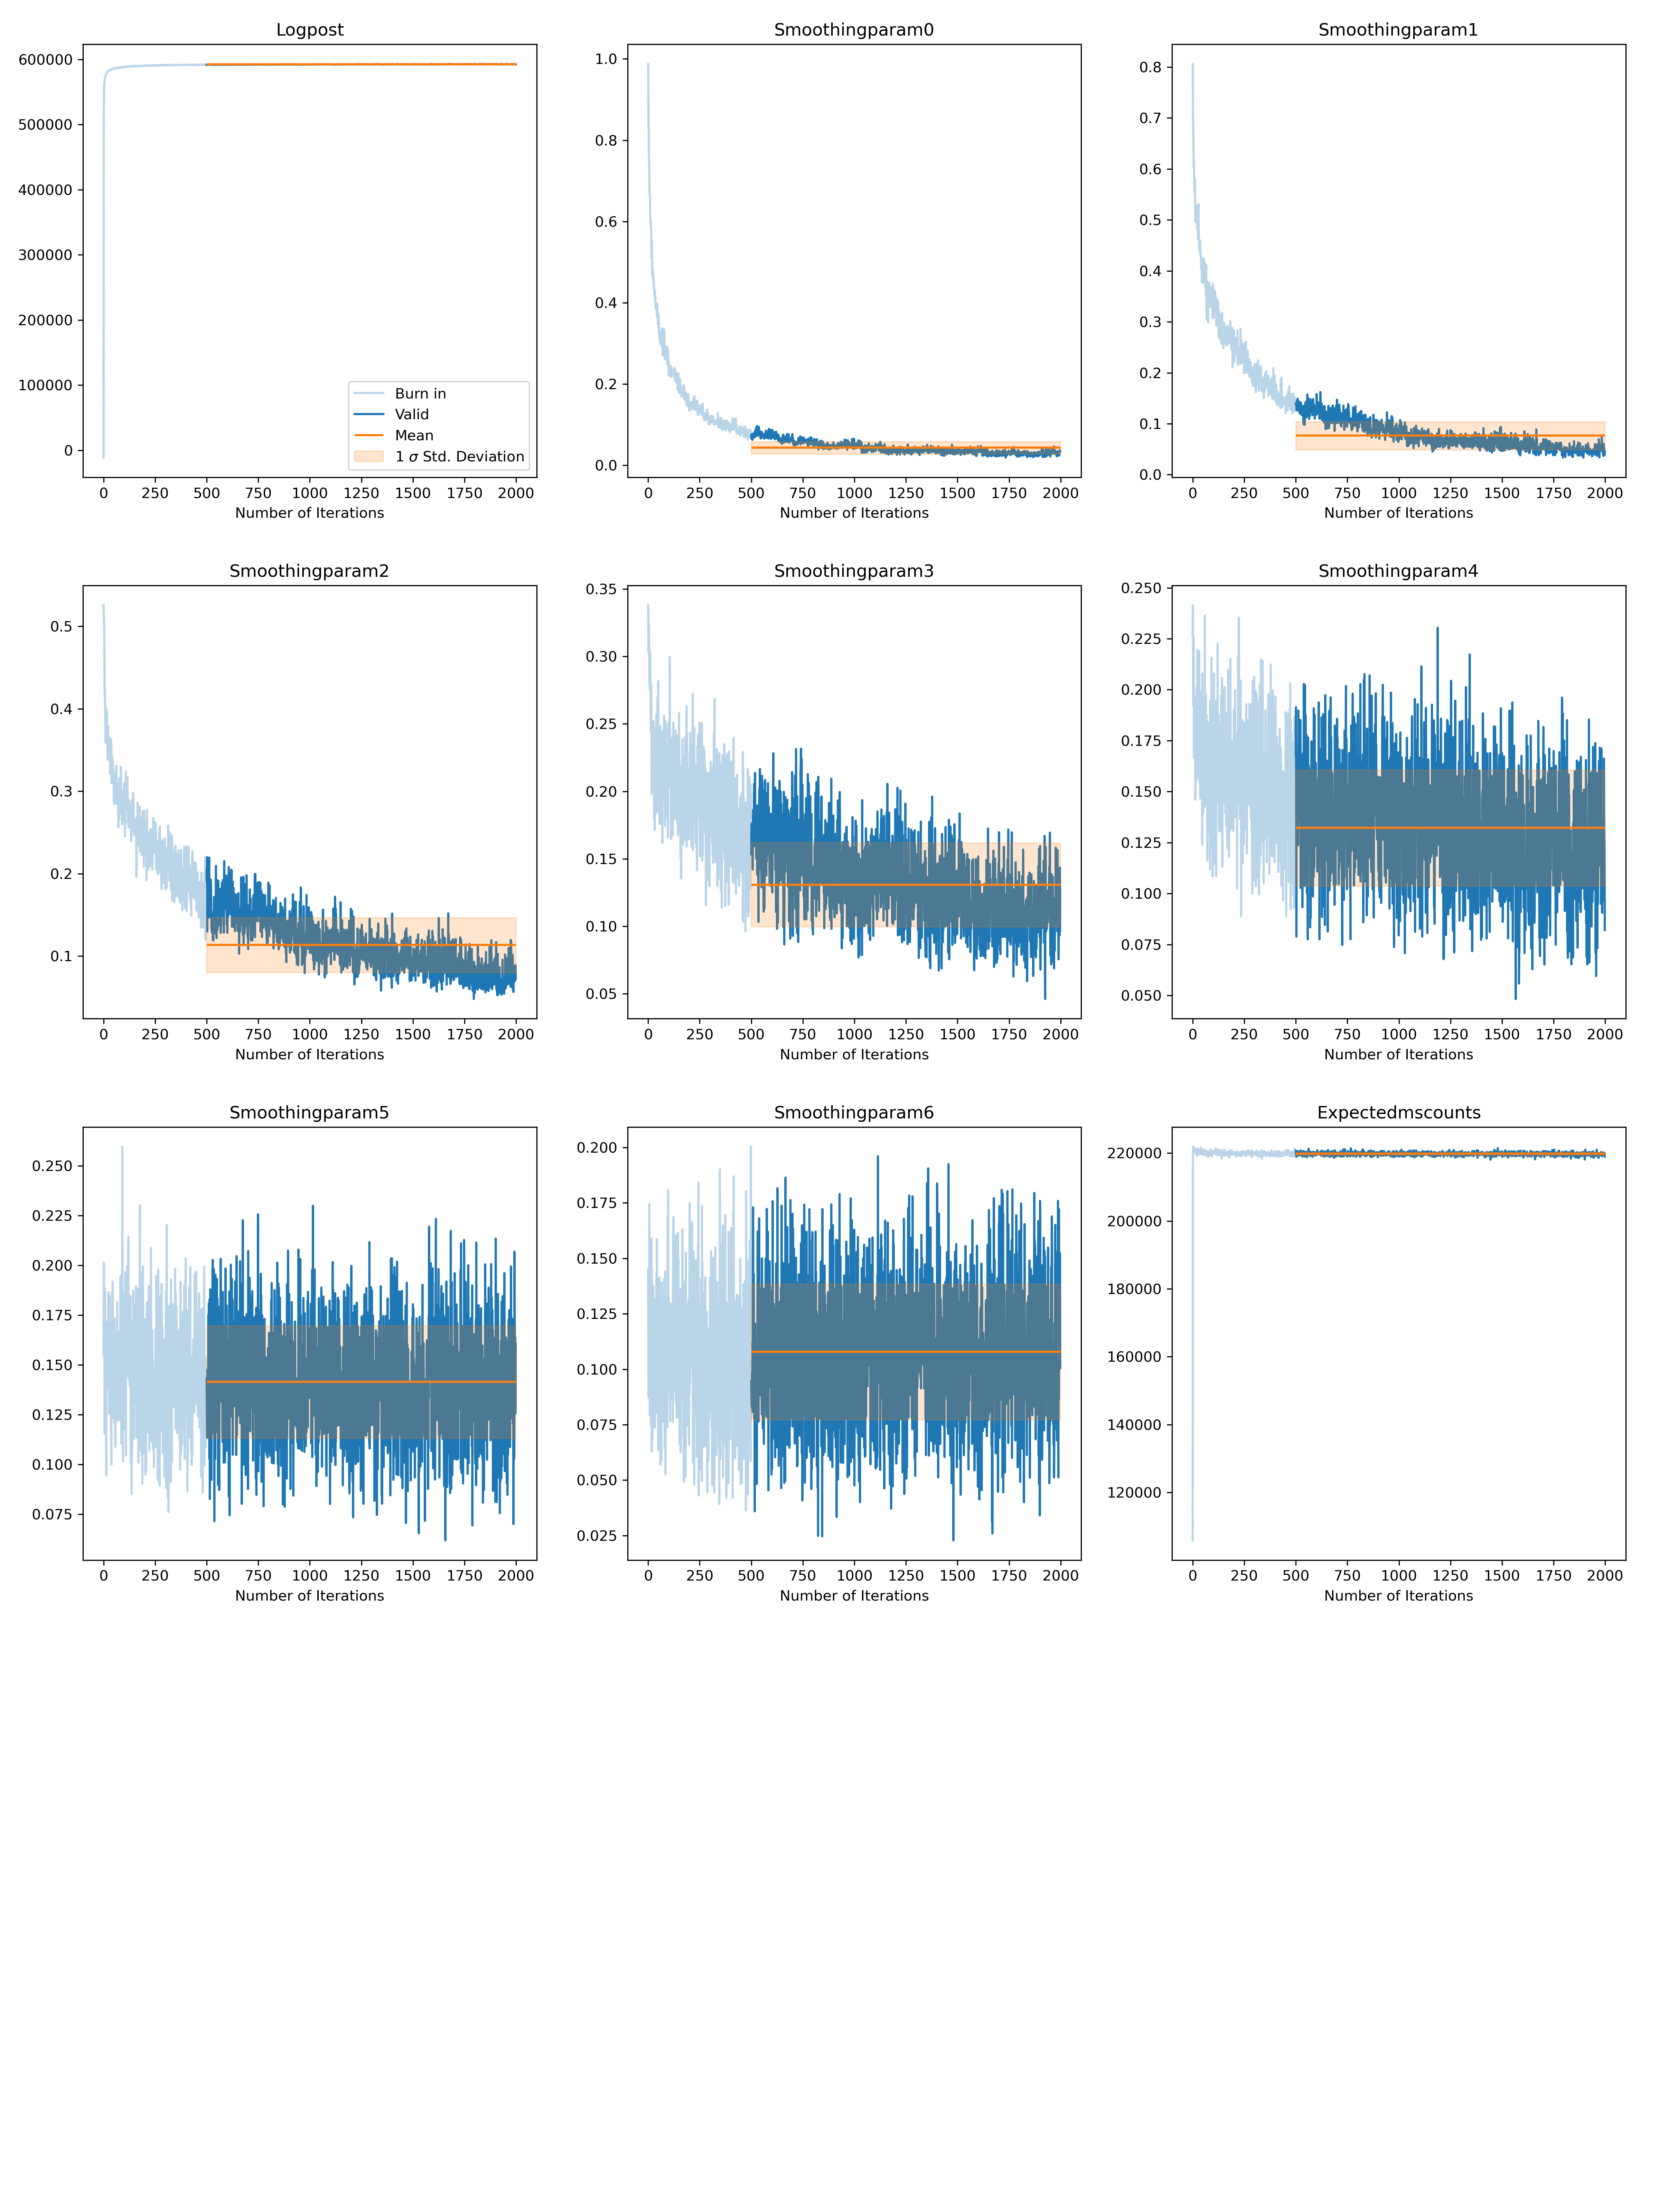 Logpost
600000
500000
400000
300000
200000
100000
0
Burn in
Valid
Mean
1 σ Std. Deviation
0 250 500 750 1000 1250 1500 1750 2000
Number of Iterations
Smoothingparam0
1.0
0.8
0.6
0.4
0.2
0.0
0 250 500 750 1000 1250 1500 1750 2000
Number of Iterations
Smoothingparam1
0.8
0.7
0.6
0.5
0.4
0.3
0.2
0.1
0.0
0 250 500 750 1000 1250 1500 1750 2000
Number of Iterations
Smoothingparam2
0.5
0.4
0.3
0.2
0.1
0 250 500 750 1000 1250 1500 1750 2000
Number of Iterations
Smoothingparam3
0.35
0.30
0.25
0.20
0.15
0.10
0.05
0 250 500 750 1000 1250 1500 1750 2000
Number of Iterations
Smoothingparam4
0.250
0.225
0.200
0.175
0.150
0.125
0.100
0.075
0.050
0 250 500 750 1000 1250 1500 1750 2000
Number of Iterations
Smoothingparam5
0.250
0.225
0.200
0.175
0.150
0.125
0.100
0.075
0 250 500 750 1000 1250 1500 1750 2000
Number of Iterations
Smoothingparam6
0.200
0.175
0.150
0.125
0.100
0.075
0.050
0.025
0 250 500 750 1000 1250 1500 1750 2000
Number of Iterations
Expectedmscounts
220000
200000
180000
160000
140000
120000
0 250 500 750 1000 1250 1500 1750 2000
Number of Iterations